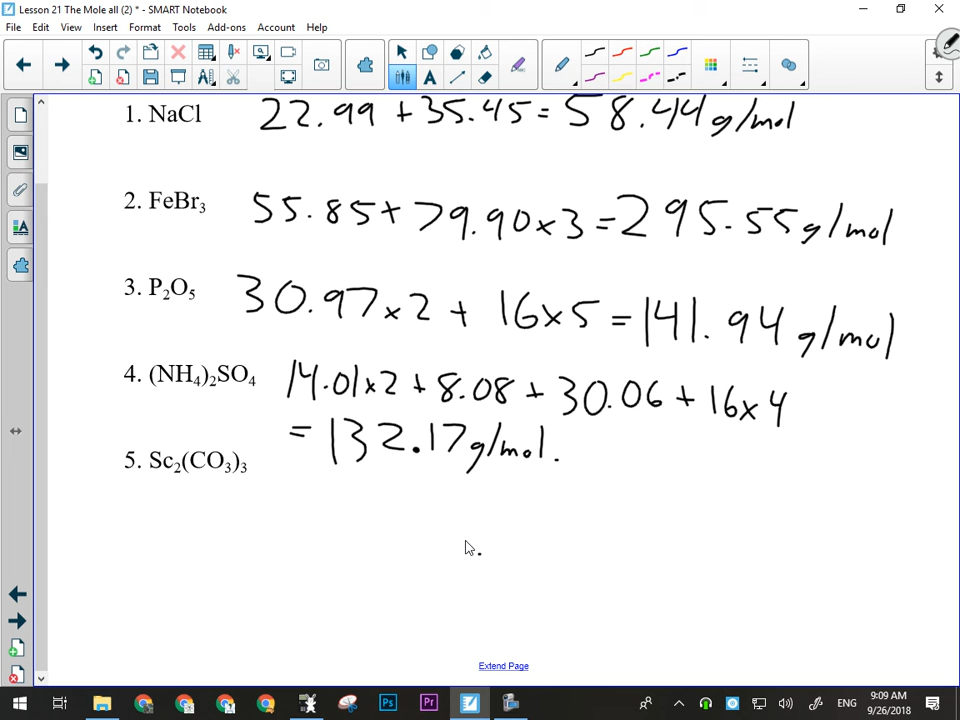 Lesson 21 The Mole all (2) * - SMART Notebook
File Edit View Insert Format Tools Add-ons Account Help
1. NaCl 22.99 + 35.45 = 58.44 g/mol
2. FeBr₃ 55.85 + 79.90 x 3 = 295.55 g/mol
3. P₂O₅ 30.97 x 2 + 16 x 5 = 141.94 g/mol
4. (NH₄)₂SO₄ 14.01 x 2 + 8.08 + 30.06 + 16 x 4
= 132.17 g/mol.
5. Sc₂(CO₃)₃
Extend Page
ENG
9:09 AM
9/26/2018